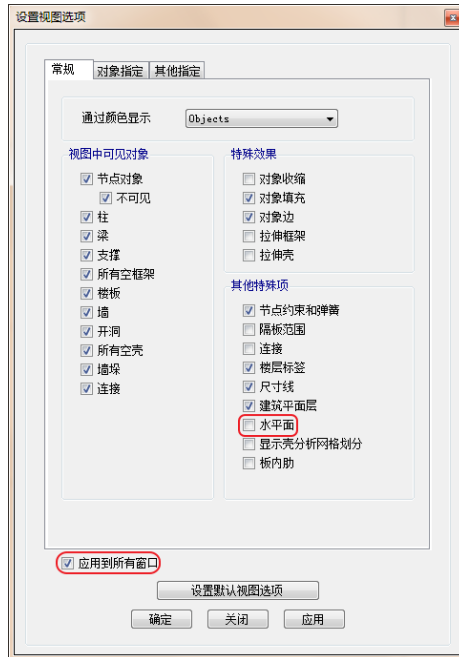 设置视图选项
常规 对象指定 其他指定
通过颜色显示 Objects
视图中可见对象
节点对象
不可见
柱
梁
支撑
所有空框架
楼板
墙
开洞
所有空壳
墙垛
连接
特殊效果
对象收缩
对象填充
对象边
拉伸框架
拉伸壳
其他特殊项
节点约束和弹簧
隔板范围
连接
楼层标签
尺寸线
建筑平面层
水平面
显示壳分析网格划分
板内肋
应用到所有窗口
设置默认视图选项
确定 关闭 应用